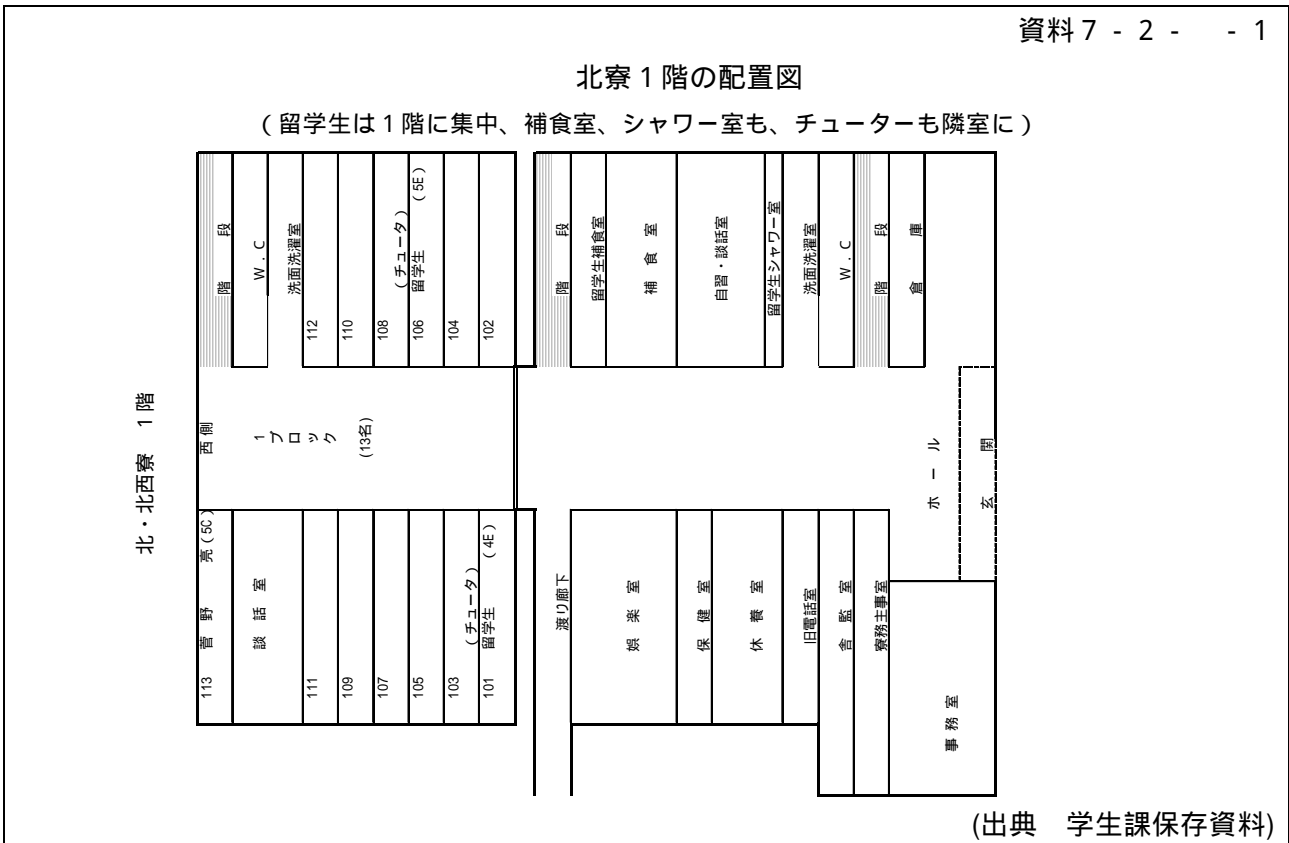 資料7-2- -1
北寮1階の配置図
(留学生は1階に集中、補食室、シャワー室も、チューターも隣室に)
北・北西寮 1階
階段
W.C
洗面洗濯室
112
110
108 (チュータ)
106 留学生 (5E)
104
102
階段
留学生補食室
補食室
自習・談話室
留学生シャワー室
洗面洗濯室
W.C
階段
倉庫
西側
1ブロック
(13名)
ホール
玄関
113 菅野 亮(5C)
談話室
111
109
107
105
103 (チュータ)
101 留学生 (4E)
渡り廊下
娯楽室
保健室
休養室
旧電話室
舎監室
寮務主事室
事務室
(出典 学生課保存資料)